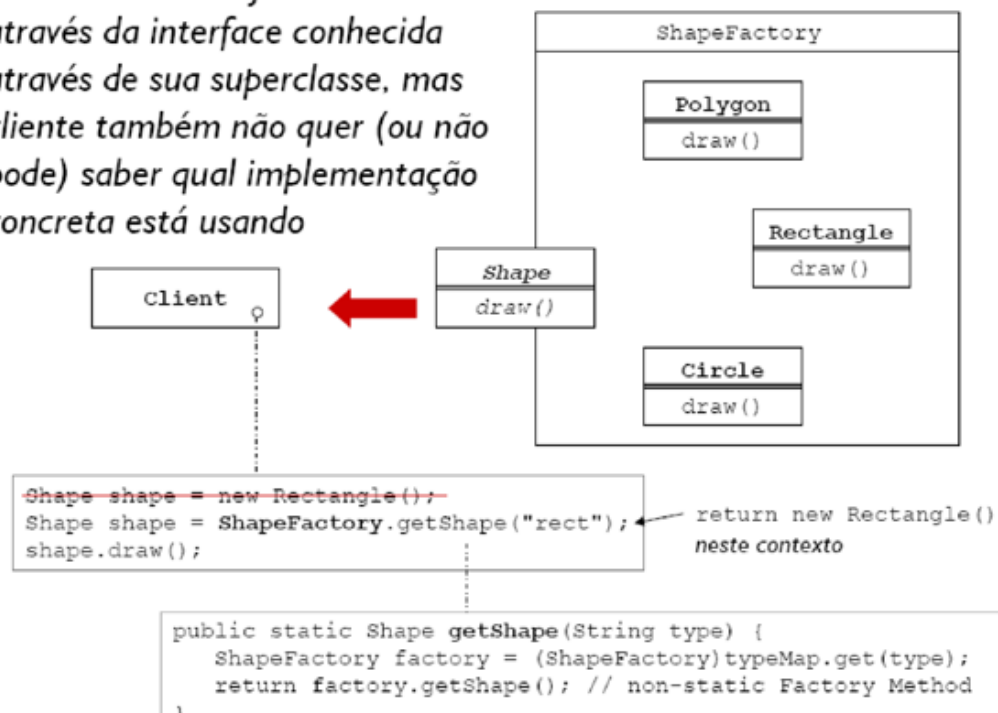 através da interface conhecida
através de sua superclasse, mas
cliente também não quer (ou não
pode) saber qual implementação
concreta está usando
ShapeFactory
Polygon
draw()
Rectangle
draw()
Shape
draw()
Client
Circle
draw()
Shape shape = new Rectangle();
Shape shape = ShapeFactory.getShape("rect");
shape.draw();
return new Rectangle()
neste contexto
public static Shape getShape(String type) {
ShapeFactory factory = (ShapeFactory)typeMap.get(type);
return factory.getShape(); // non-static Factory Method
}